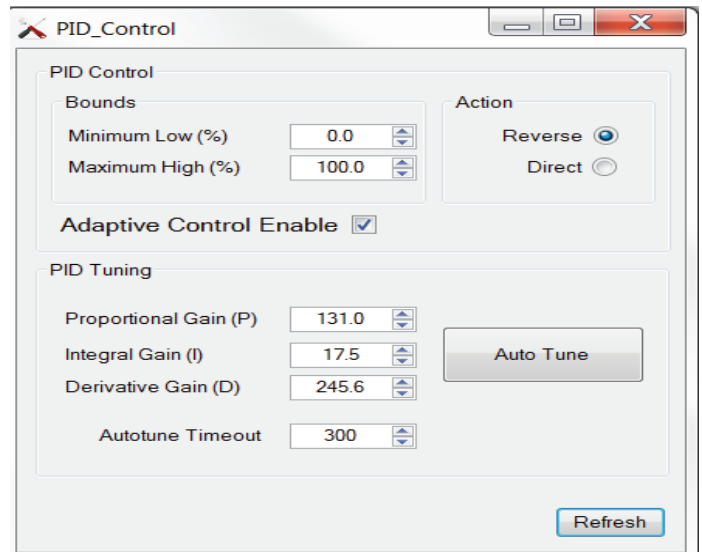 PID_Control
PID Control
Bounds
Minimum Low (%) 0.0
Maximum High (%) 100.0
Action
Reverse
Direct
Adaptive Control Enable
PID Tuning
Proportional Gain (P) 131.0
Integral Gain (I) 17.5
Derivative Gain (D) 245.6
Autotune Timeout 300
Auto Tune
Refresh